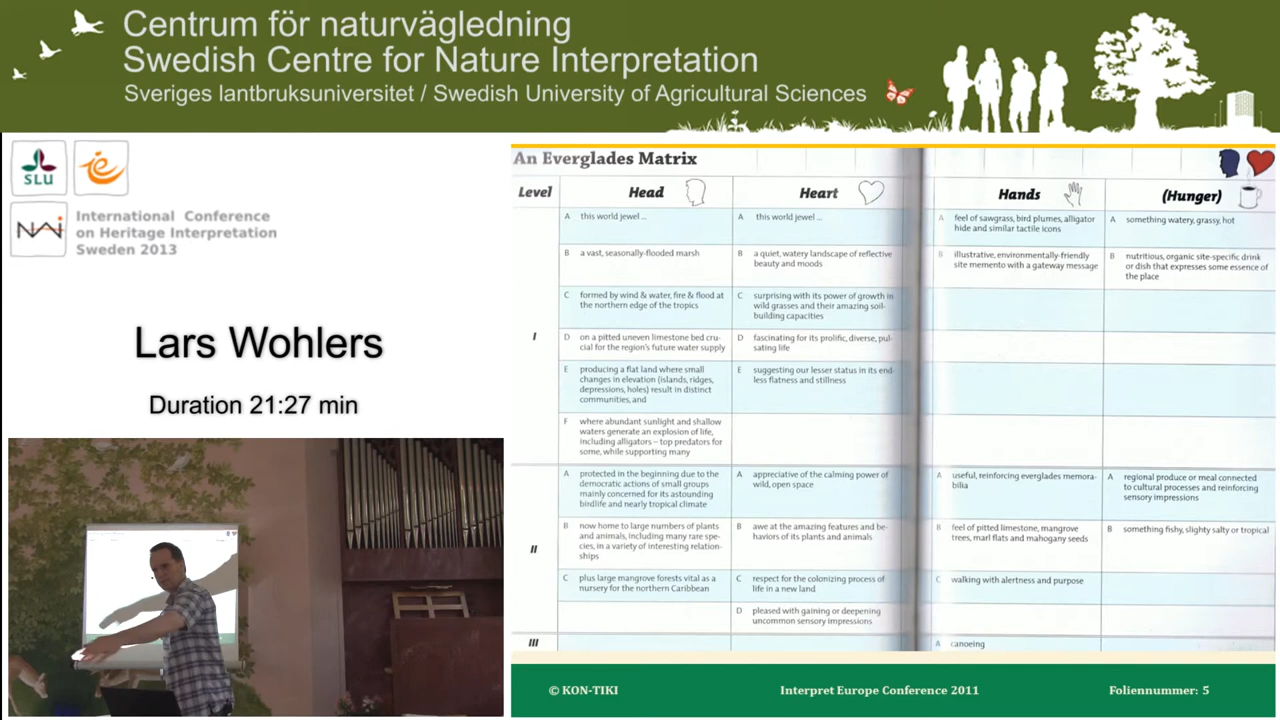 Centrum för naturvägledning
Swedish Centre for Nature Interpretation
Sveriges lantbruksuniversitet / Swedish University of Agricultural Sciences
SLU
ie
NAI
International Conference
on Heritage Interpretation
Sweden 2013
Lars Wohlers
Duration 21:27 min
An Everglades Matrix
Level Head Heart Hands (Hunger)
I
A this world jewel ...
B a vast, seasonally-flooded marsh
C formed by wind & water, fire & flood at
the northern edge of the tropics
D on a pitted uneven limestone bed cru-
cial for the region's future water supply
E producing a flat land where small
changes in elevation (islands, ridges,
depressions, holes) result in distinct
communities, and
F where abundant sunlight and shallow
waters generate an explosion of life,
including alligators – top predators for
some, while supporting many
A this world jewel ...
B a quiet, watery landscape of reflective
beauty and moods
C surprising with its power of growth in
wild grasses and their amazing soil-
building capacities
D fascinating for its prolific, diverse, pul-
sating life
E suggesting our lesser status in its end-
less flatness and stillness
A feel of sawgrass, bird plumes, alligator
hide and similar tactile icons
B illustrative, environmentally-friendly
site memento with a gateway message
A something watery, grassy, hot
B nutritious, organic site-specific drink
or dish that expresses some essence of
the place
II
A protected in the beginning due to the
democratic actions of small groups
mainly concerned for its astounding
birdlife and nearly tropical climate
B now home to large numbers of plants
and animals, including many rare spe-
cies, in a variety of interesting relation-
ships
C plus large mangrove forests vital as a
nursery for the northern Caribbean
A appreciative of the calming power of
wild, open space
B awe at the amazing features and be-
haviors of its plants and animals
C respect for the colonizing process of
life in a new land
D pleased with gaining or deepening
uncommon sensory impressions
A useful, reinforcing everglades memora-
bilia
B feel of pitted limestone, mangrove
trees, marl flats and mahogany seeds
C walking with alertness and purpose
A regional produce or meal connected
to cultural processes and reinforcing
sensory impressions
B something fishy, slighty salty or tropical
III
A canoeing
© KON-TIKI Interpret Europe Conference 2011 Foliennummer: 5